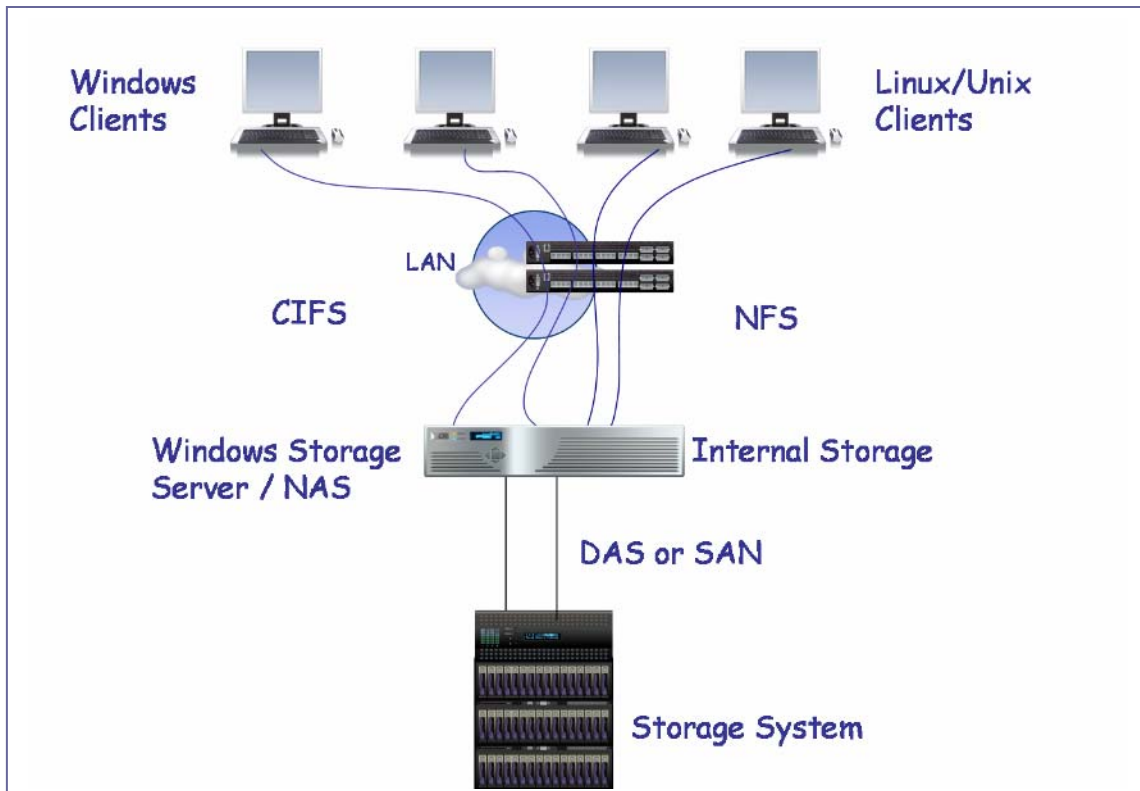 Windows
Clients
Linux/Unix
Clients
LAN
CIFS
NFS
Windows Storage
Server / NAS
Internal Storage
DAS or SAN
Storage System